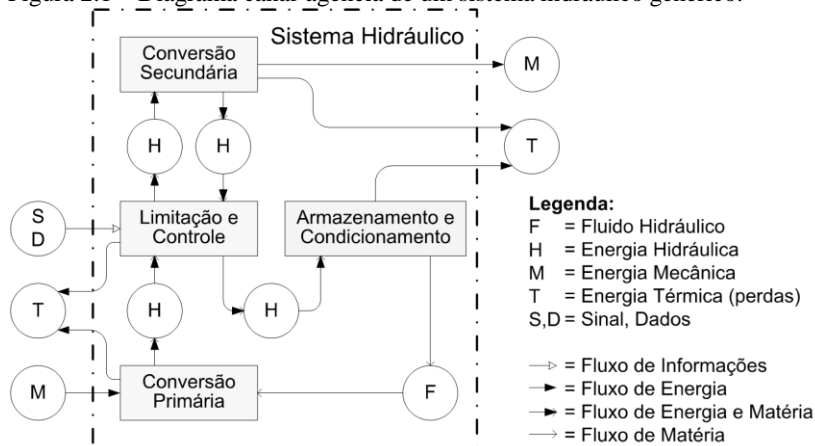 Figura 2.1 – Diagrama canal-agência de um sistema hidráulico genérico.
Sistema Hidráulico
Conversão
Secundária
M
T
H
H
S
D
Limitação e
Controle
Armazenamento e
Condicionamento
T
H
H
M
Conversão
Primária
F
Legenda:
F = Fluido Hidráulico
H = Energia Hidráulica
M = Energia Mecânica
T = Energia Térmica (perdas)
S,D = Sinal, Dados
= Fluxo de Informações
= Fluxo de Energia
= Fluxo de Energia e Matéria
= Fluxo de Matéria